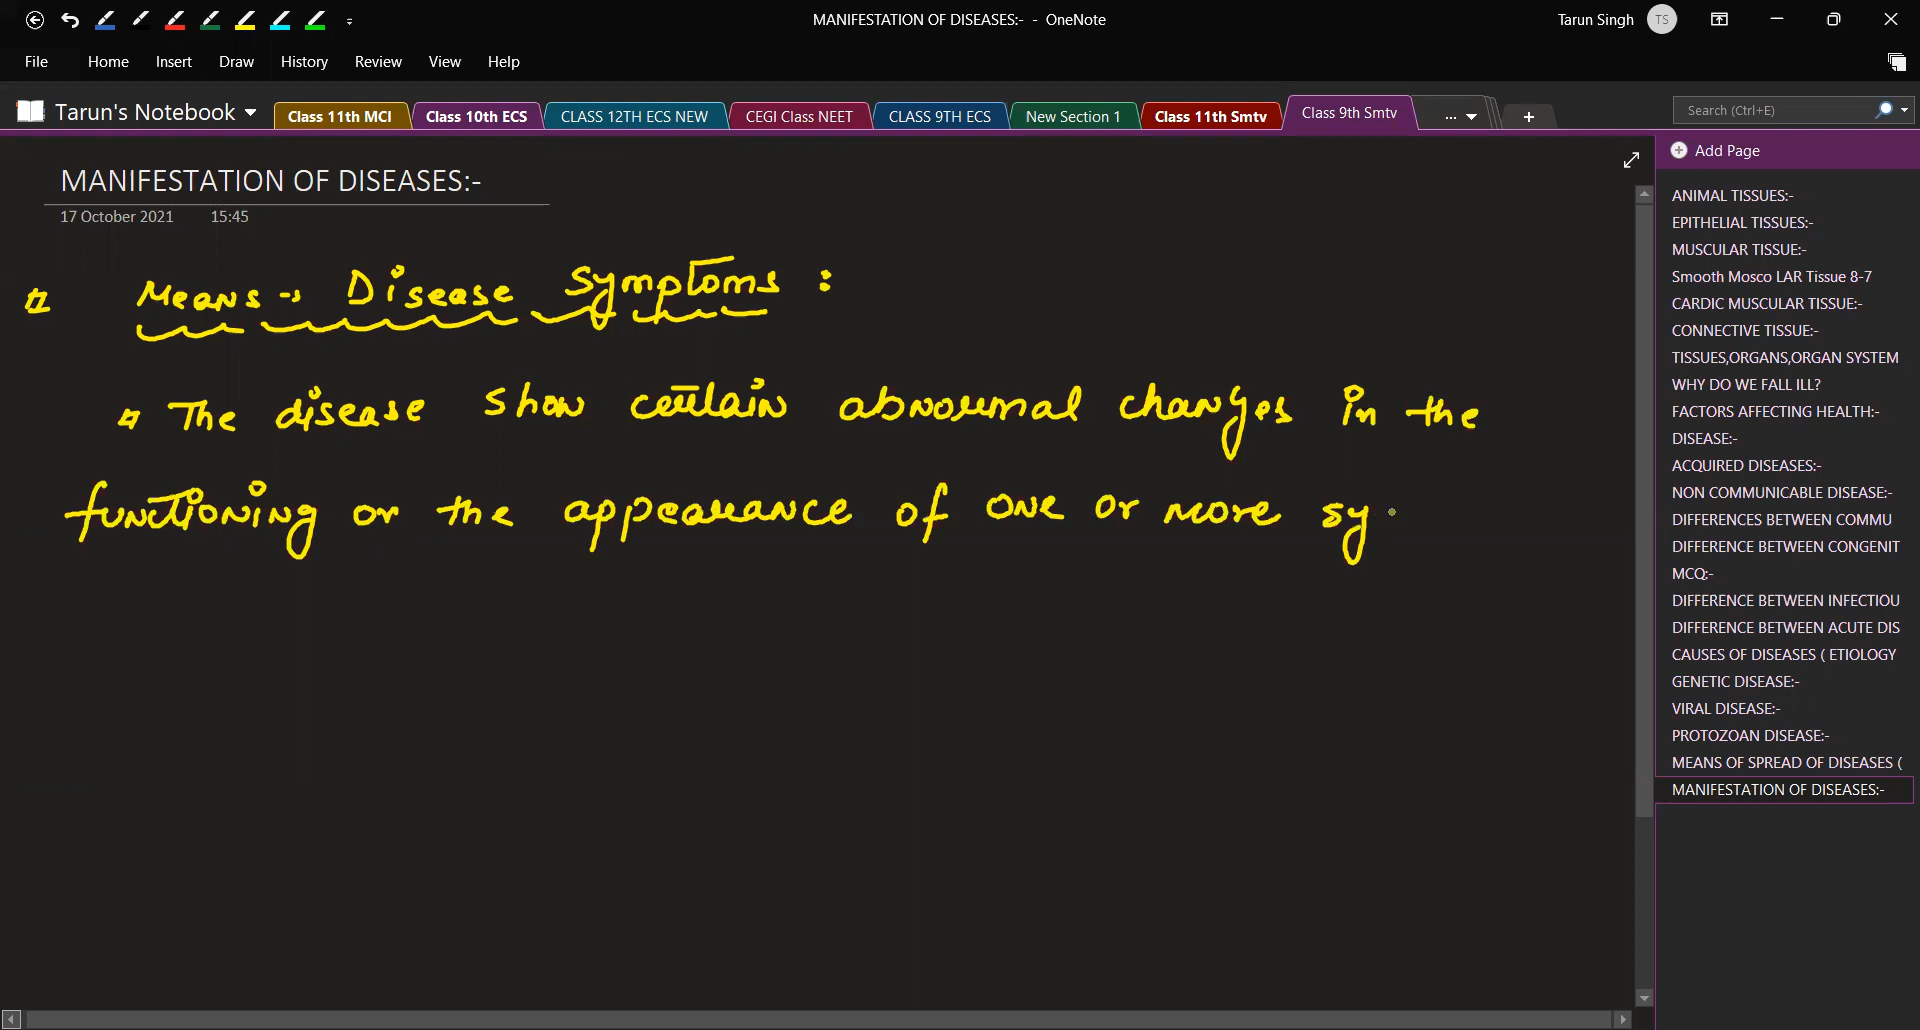 MANIFESTATION OF DISEASES:- - OneNote
Tarun Singh
TS
File Home Insert Draw History Review View Help
Tarun's Notebook
Class 11th MCI
Class 10th ECS
CLASS 12TH ECS NEW
CEGI Class NEET
CLASS 9TH ECS
New Section 1
Class 11th Smtv
Class 9th Smtv
...
+
Search (Ctrl+E)
MANIFESTATION OF DISEASES:-
17 October 2021 15:45
Means → Disease Symptoms :
The disease show certain abnormal changes in the
functioning or the appearance of one or more sy
Add Page
ANIMAL TISSUES:-
EPITHELIAL TISSUES:-
MUSCULAR TISSUE:-
Smooth Mosco LAR Tissue 8-7
CARDIC MUSCULAR TISSUE:-
CONNECTIVE TISSUE:-
TISSUES,ORGANS,ORGAN SYSTEM
WHY DO WE FALL ILL?
FACTORS AFFECTING HEALTH:-
DISEASE:-
ACQUIRED DISEASES:-
NON COMMUNICABLE DISEASE:-
DIFFERENCES BETWEEN COMMU
DIFFERENCE BETWEEN CONGENIT
MCQ:-
DIFFERENCE BETWEEN INFECTIOU
DIFFERENCE BETWEEN ACUTE DIS
CAUSES OF DISEASES ( ETIOLOGY
GENETIC DISEASE:-
VIRAL DISEASE:-
PROTOZOAN DISEASE:-
MEANS OF SPREAD OF DISEASES (
MANIFESTATION OF DISEASES:-